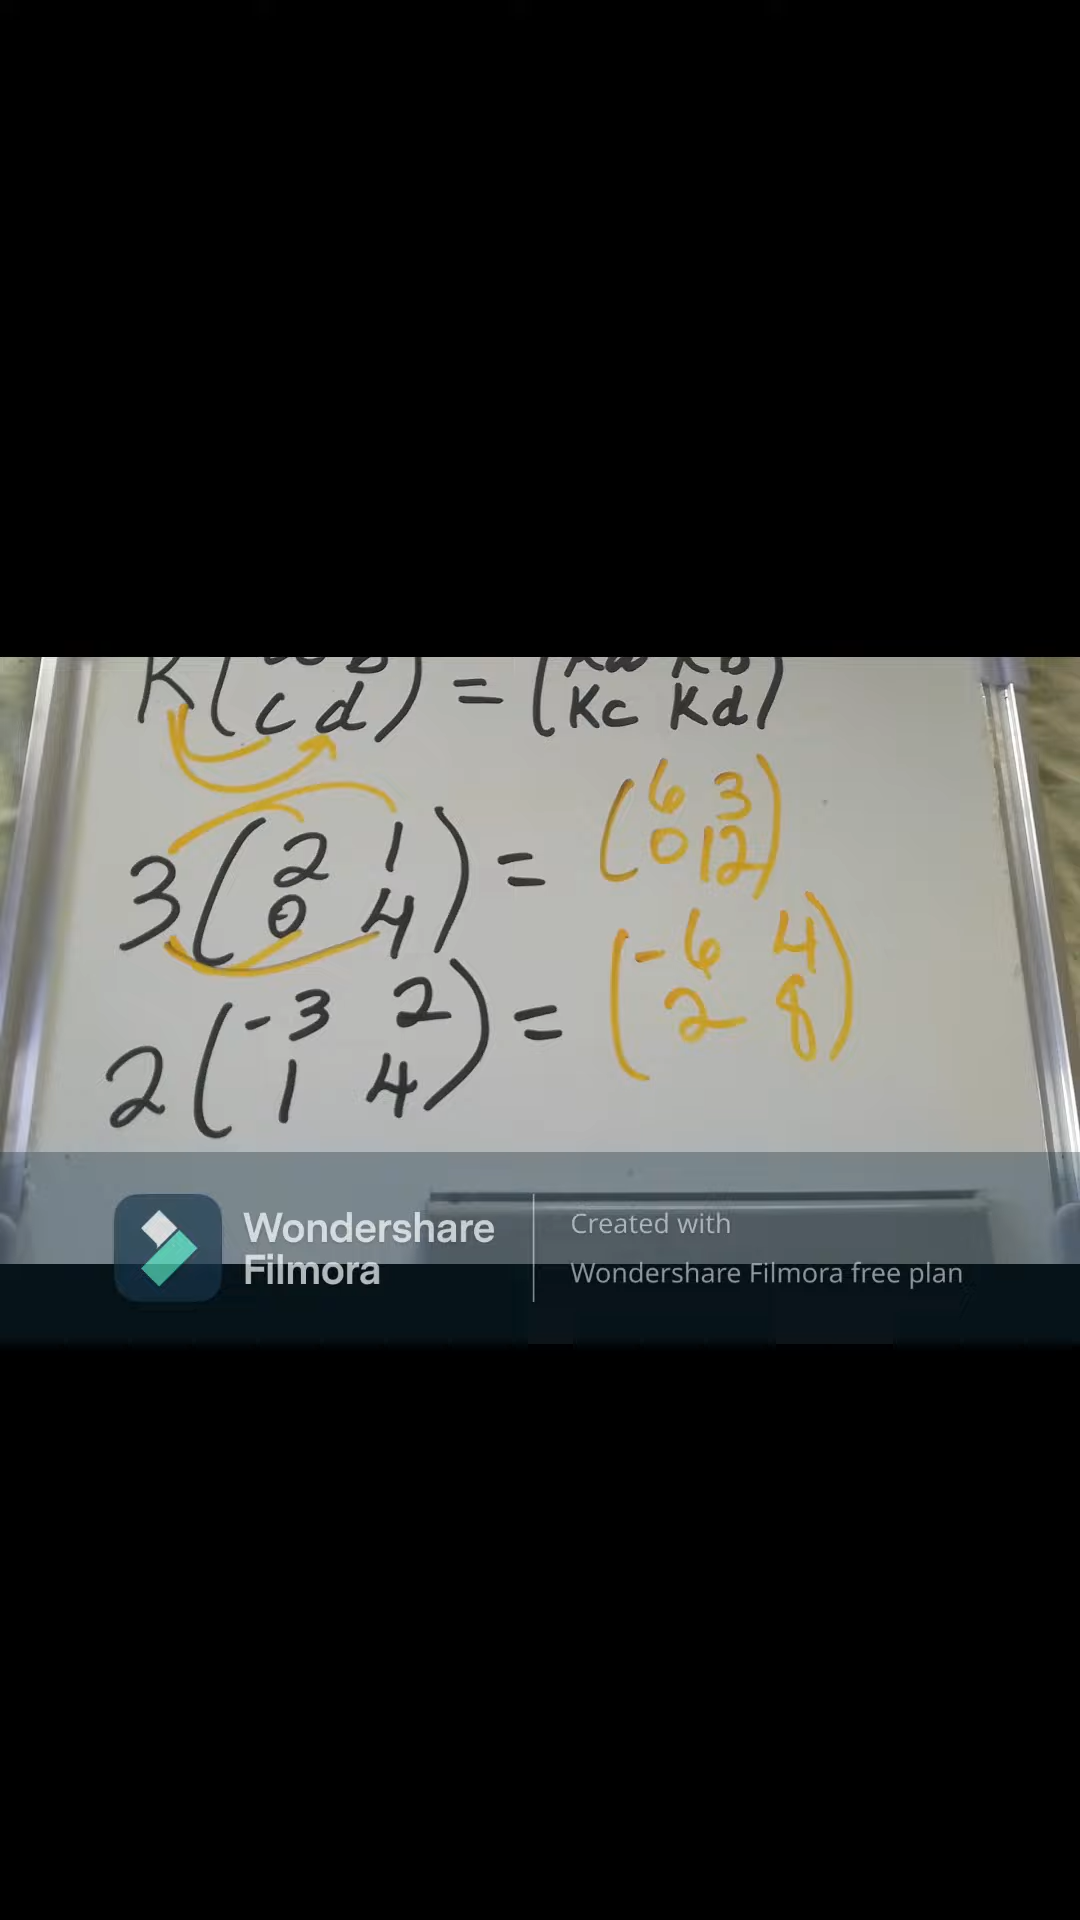 K( c d ) = ( Kc Kd )
3( 2 1 ) = ( 6 3 )
0 4 0 12
2( -3 2 ) = ( -6 4 )
1 4 2 8
Wondershare
Filmora
Created with
Wondershare Filmora free plan